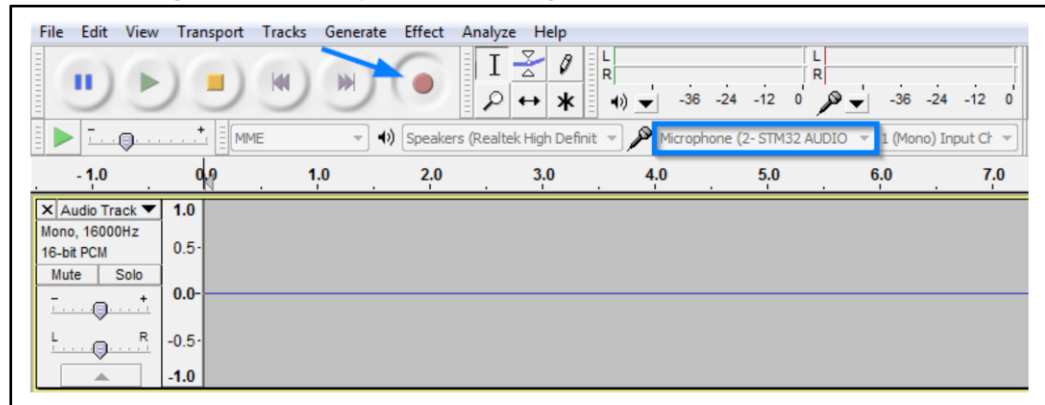 File Edit View Transport Tracks Generate Effect Analyze Help
L
R
L
R
-36 -24 -12 0
-36 -24 -12 0
- + MME Speakers (Realtek High Definit Microphone (2- STM32 AUDIO 1 (Mono) Input Ch
- 1.0 0.0 1.0 2.0 3.0 4.0 5.0 6.0 7.0
X Audio Track 1.0
Mono, 16000Hz
16-bit PCM
0.5-
Mute Solo
- +
0.0-
L R
-0.5-
-1.0